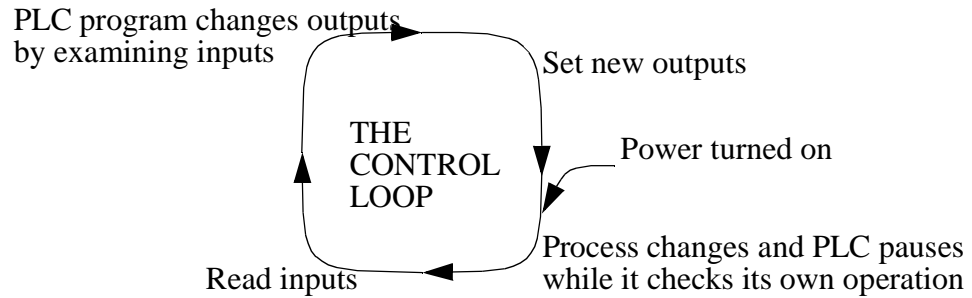 PLC program changes outputs
by examining inputs
Set new outputs
THE
CONTROL
LOOP
Power turned on
Process changes and PLC pauses
while it checks its own operation
Read inputs